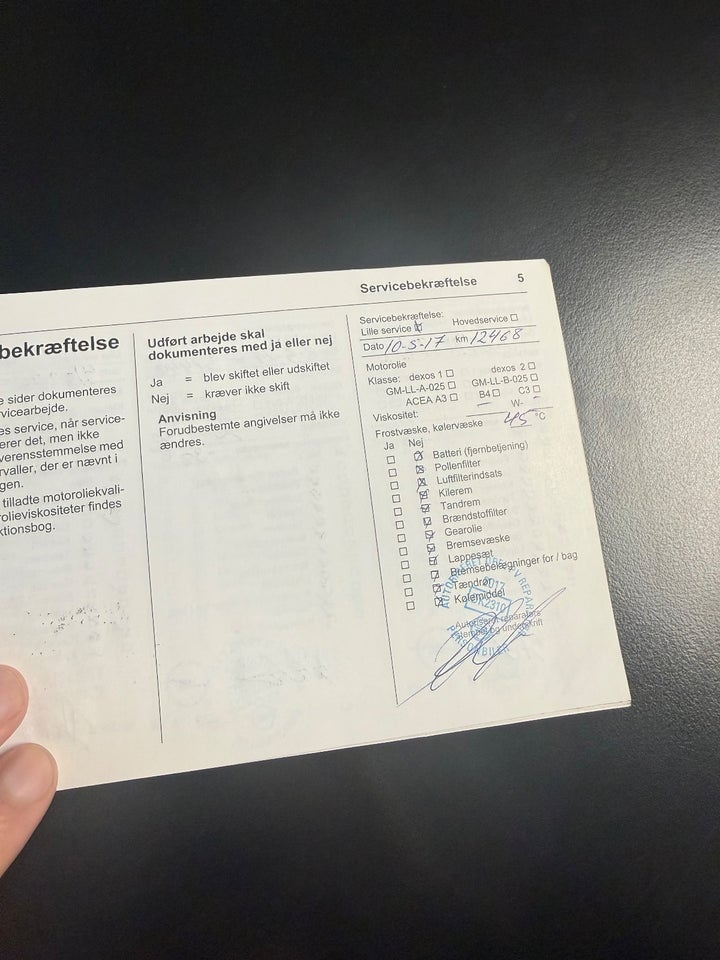 Servicebekræftelse 5
bekræftelse
e sider dokumenteres
vicearbejde.
es service, når service-
erer det, men ikke
verensstemmelse med
rvaller, der er nævnt i
gen.
tilladte motoroliekvali-
rolieviskositeter findes
ktionsbog.
Udført arbejde skal
dokumenteres med ja eller nej
Ja = blev skiftet eller udskiftet
Nej = kræver ikke skift
Anvisning
Forudbestemte angivelser må ikke
ændres.
Servicebekræftelse:
Lille service Hovedservice
Dato 10-5-17 km 12468
Motorolie
Klasse: dexos 1 dexos 2
GM-LL-A-025 GM-LL-B-025
ACEA A3 B4 C3
Viskositet: W-
Frostvæske, kølervæske 45 °C
Ja Nej
Batteri (fjernbetjening)
Pollenfilter
Luftfilterindsats
Kilerem
Tandrem
Brændstoffilter
Gearolie
Bremsevæske
Lappesæt
Bremsebelægninger for / bag
Tændrør
Kølemiddel
Autoriseret reparatørs
stempel og underskrift
2017
PERSONBILER